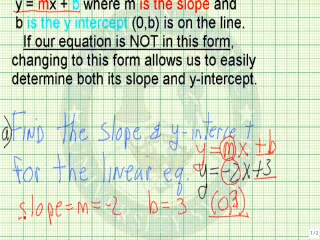 y = mx + b where m is the slope and
b is the y intercept (0,b) is on the line.
If our equation is NOT in this form,
changing to this form allows us to easily
determine both its slope and y-intercept.
a) Find the slope & y-intercept
y = mx + b
for the linear eq. y = -2x + 3
slope = m = -2 b = 3 (0,3)
1/2